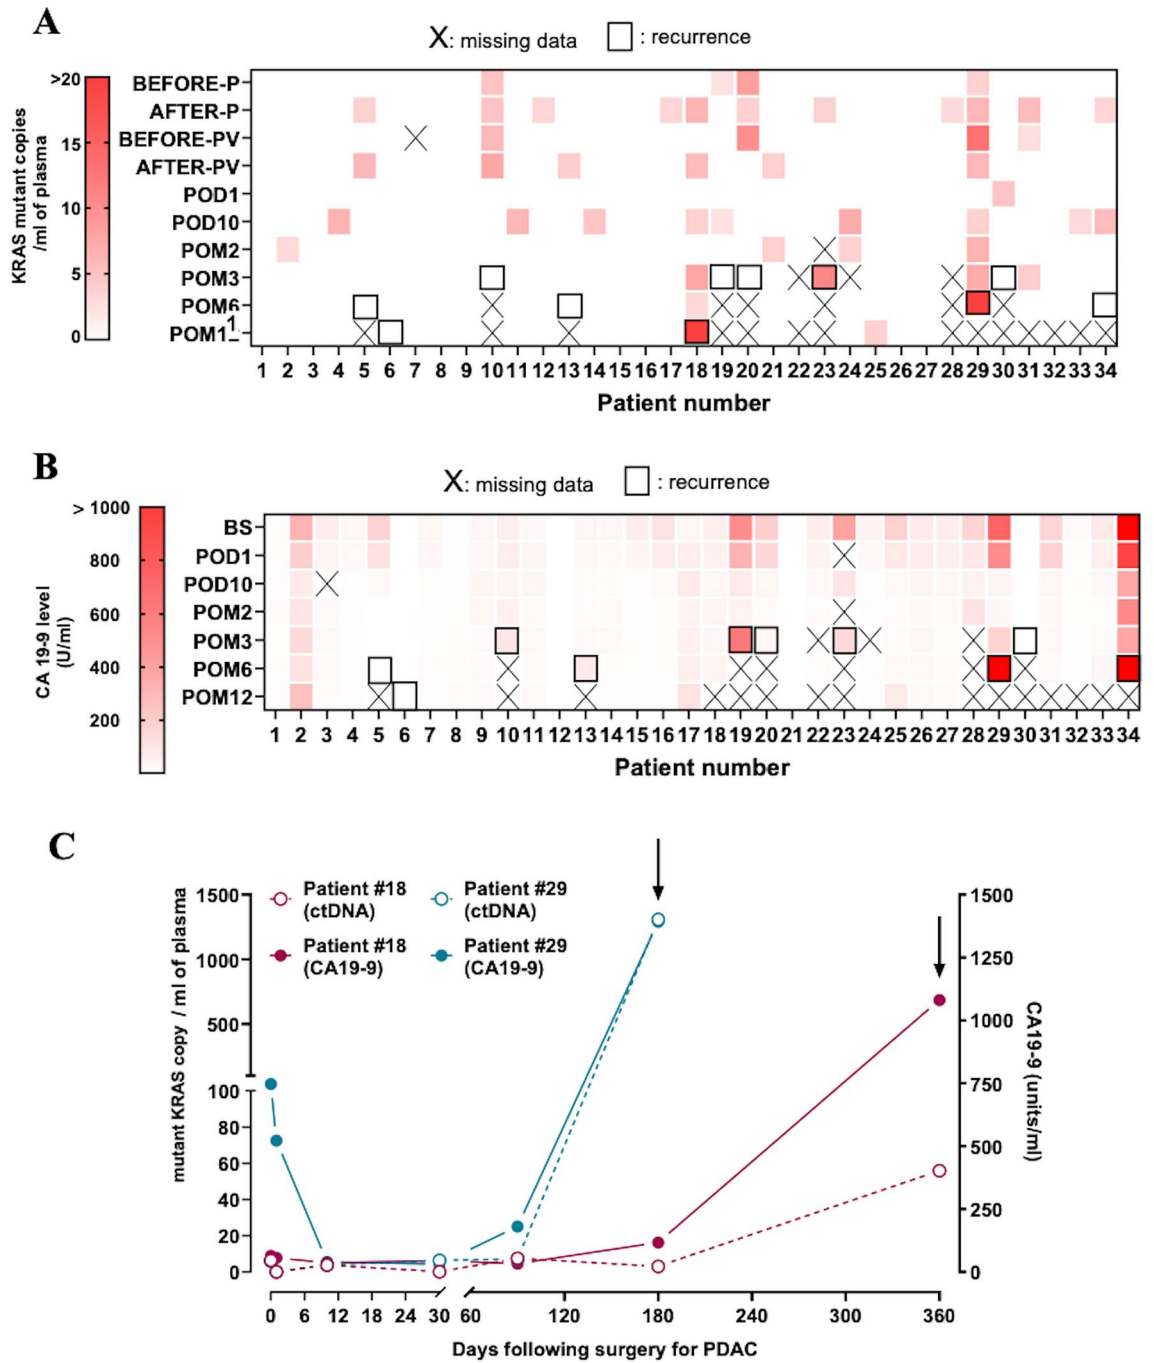 A
X: missing data : recurrence
>20
15
10
5
0
KRAS mutant copies
/ml of plasma
BEFORE-P
AFTER-P
BEFORE-PV
AFTER-PV
POD1
POD10
POM2
POM3
POM6
POM1
1 2 3 4 5 6 7 8 9 10 11 12 13 14 15 16 17 18 19 20 21 22 23 24 25 26 27 28 29 30 31 32 33 34
Patient number
B
X: missing data : recurrence
> 1000
800
600
400
200
CA 19-9 level
(U/ml)
BS
POD1
POD10
POM2
POM3
POM6
POM12
1 2 3 4 5 6 7 8 9 10 11 12 13 14 15 16 17 18 19 20 21 22 23 24 25 26 27 28 29 30 31 32 33 34
Patient number
C
mutant KRAS copy / ml of plasma
1500
1000
500
100
80
60
40
20
0
Patient #18
(ctDNA)
Patient #29
(ctDNA)
Patient #18
(CA19-9)
Patient #29
(CA19-9)
1500
1250
1000
750
500
250
0
CA19-9 (units/ml)
0 6 12 18 24 30 60 120 180 240 300 360
Days following surgery for PDAC